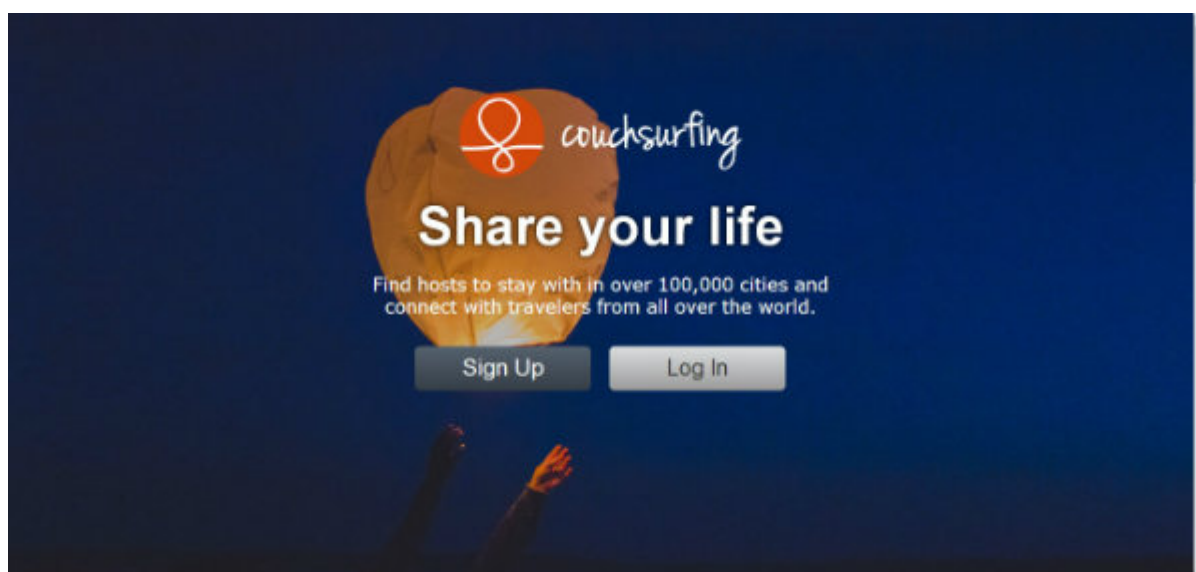 couchsurfing
Share your life
Find hosts to stay with in over 100,000 cities and
connect with travelers from all over the world.
Sign Up
Log In